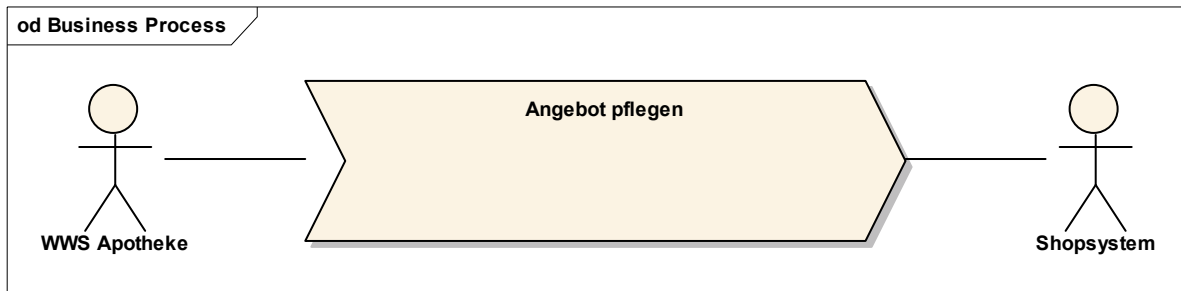 od Business Process
Angebot pflegen
WWS Apotheke
Shopsystem